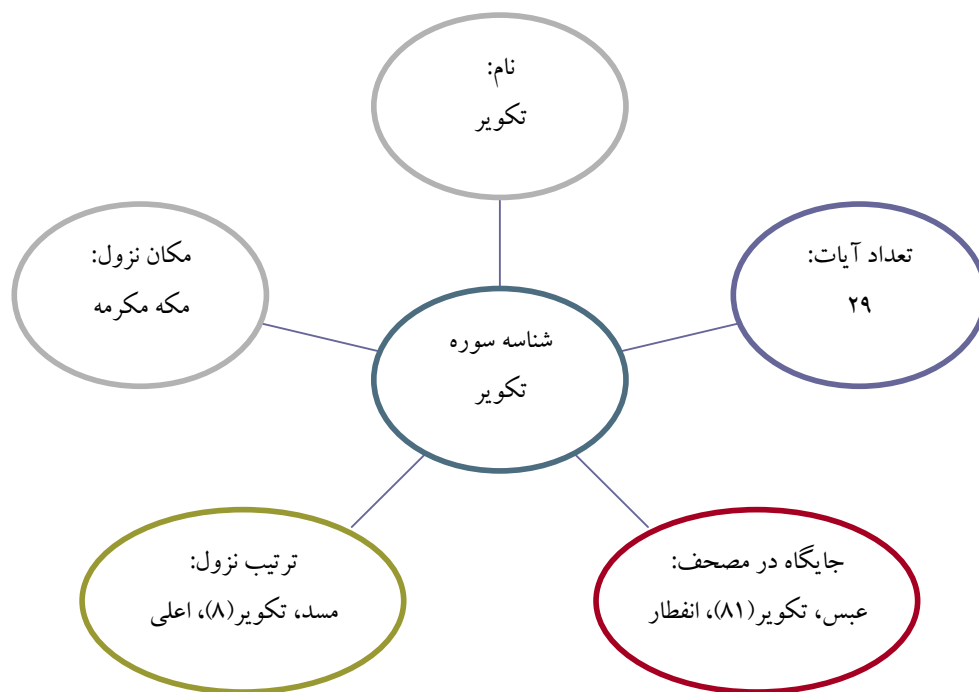 نام:
تکویر
تعداد آیات:
۲۹
مکان نزول:
مکه مکرمه
شناسه سوره
تکویر
جایگاه در مصحف:
عبس، تکویر(۸۱)، انفطار
ترتیب نزول:
مسد، تکویر(۸)، اعلی